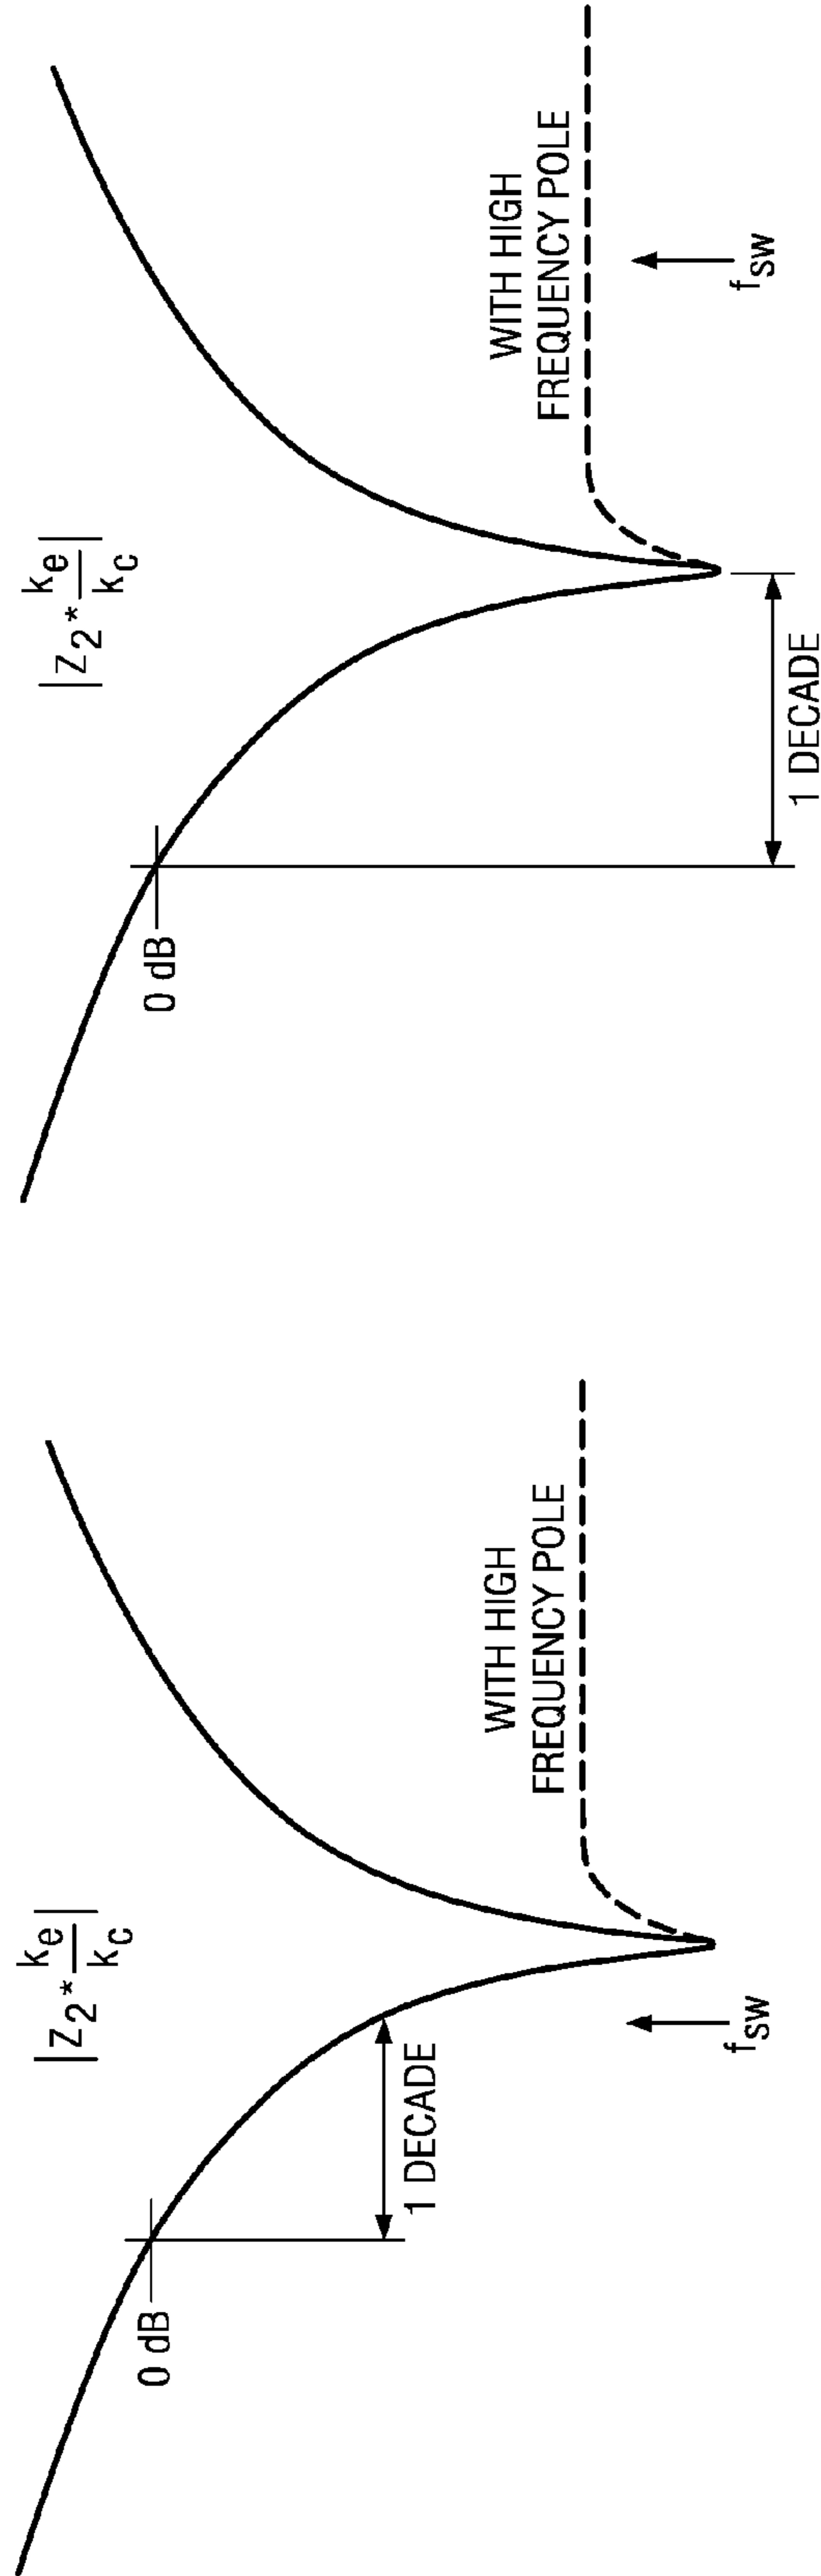 |Z2*ke/kc|
0 dB
1 DECADE
WITH HIGH
FREQUENCY POLE
fSW
|Z2*ke/kc|
0 dB
1 DECADE
WITH HIGH
FREQUENCY POLE
fSW